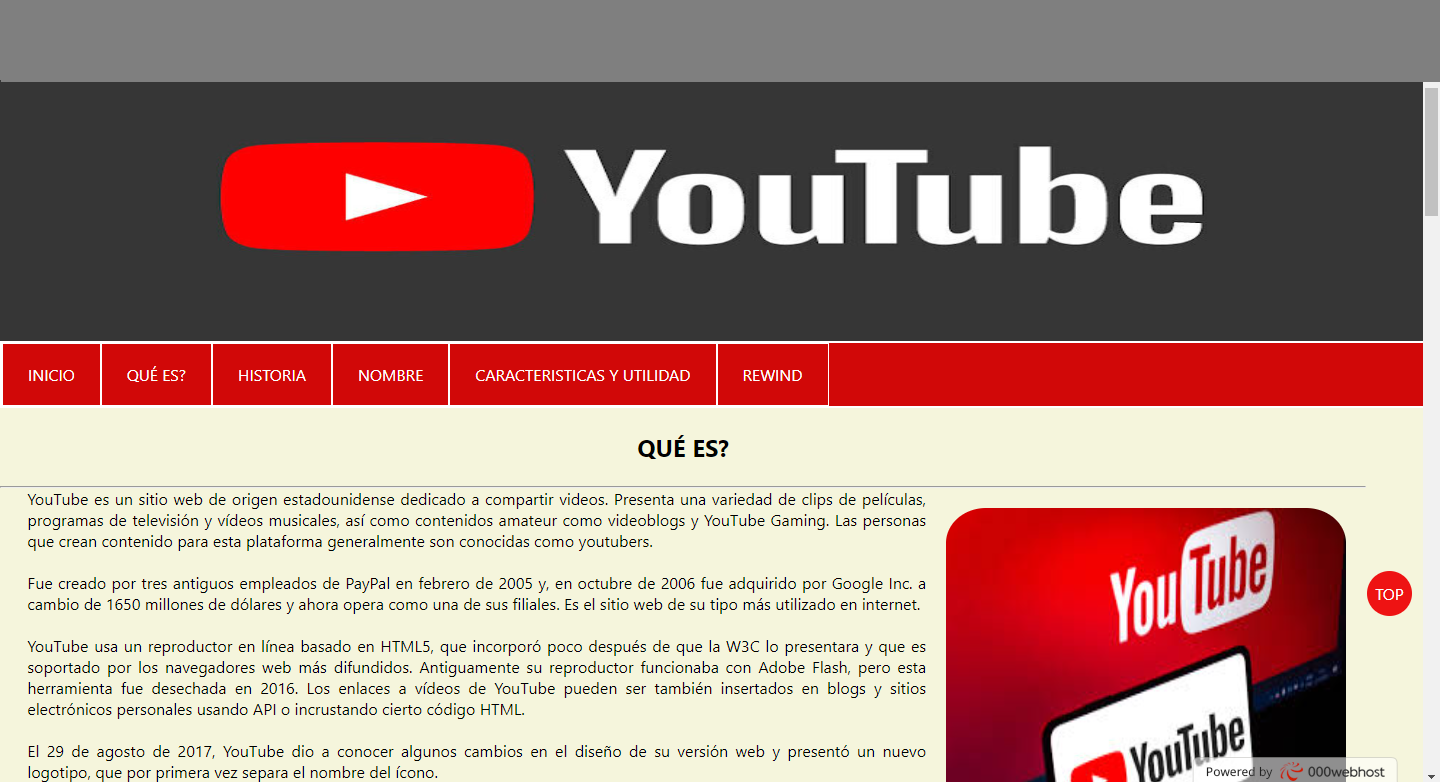 YouTube
INICIO
QUÉ ES?
HISTORIA
NOMBRE
CARACTERISTICAS Y UTILIDAD
REWIND
QUÉ ES?
YouTube es un sitio web de origen estadounidense dedicado a compartir videos. Presenta una variedad de clips de películas,
programas de televisión y vídeos musicales, así como contenidos amateur como videoblogs y YouTube Gaming. Las personas
que crean contenido para esta plataforma generalmente son conocidas como youtubers.
Fue creado por tres antiguos empleados de PayPal en febrero de 2005 y, en octubre de 2006 fue adquirido por Google Inc. a
cambio de 1650 millones de dólares y ahora opera como una de sus filiales. Es el sitio web de su tipo más utilizado en internet.
YouTube usa un reproductor en línea basado en HTML5, que incorporó poco después de que la W3C lo presentara y que es
soportado por los navegadores web más difundidos. Antiguamente su reproductor funcionaba con Adobe Flash, pero esta
herramienta fue desechada en 2016. Los enlaces a vídeos de YouTube pueden ser también insertados en blogs y sitios
electrónicos personales usando API o incrustando cierto código HTML.
El 29 de agosto de 2017, YouTube dio a conocer algunos cambios en el diseño de su versión web y presentó un nuevo
logotipo, que por primera vez separa el nombre del ícono.
YouTube
YouTube
TOP
Powered by 000webhost